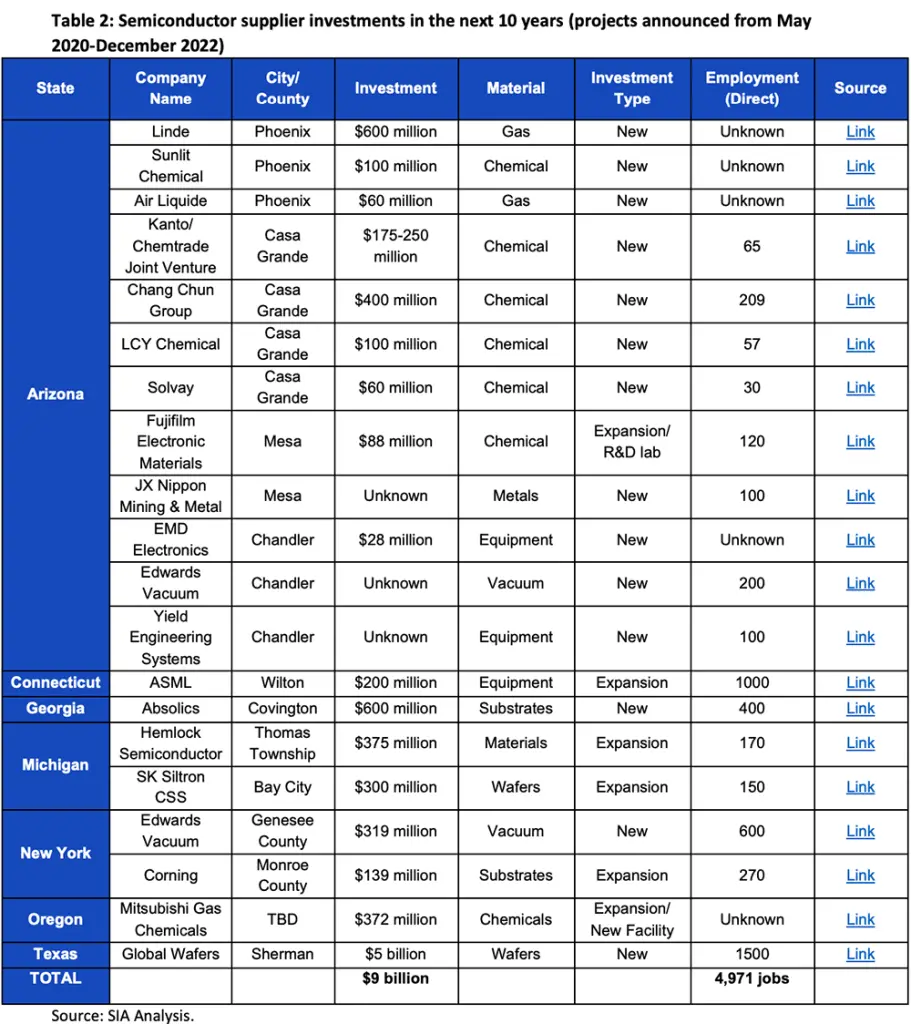 Table 2: Semiconductor supplier investments in the next 10 years (projects announced from May
2020-December 2022)
State Company Name City/ County Investment Material Investment Type Employment (Direct) Source
Arizona
Linde Phoenix $600 million Gas New Unknown Link
Sunlit Chemical Phoenix $100 million Chemical New Unknown Link
Air Liquide Phoenix $60 million Gas New Unknown Link
Kanto/ Chemtrade Joint Venture Casa Grande $175-250 million Chemical New 65 Link
Chang Chun Group Casa Grande $400 million Chemical New 209 Link
LCY Chemical Casa Grande $100 million Chemical New 57 Link
Solvay Casa Grande $60 million Chemical New 30 Link
Fujifilm Electronic Materials Mesa $88 million Chemical Expansion/ R&D lab 120 Link
JX Nippon Mining & Metal Mesa Unknown Metals New 100 Link
EMD Electronics Chandler $28 million Equipment New Unknown Link
Edwards Vacuum Chandler Unknown Vacuum New 200 Link
Yield Engineering Systems Chandler Unknown Equipment New 100 Link
Connecticut ASML Wilton $200 million Equipment Expansion 1000 Link
Georgia Absolics Covington $600 million Substrates New 400 Link
Michigan
Hemlock Semiconductor Thomas Township $375 million Materials Expansion 170 Link
SK Siltron CSS Bay City $300 million Wafers Expansion 150 Link
New York
Edwards Vacuum Genesee County $319 million Vacuum New 600 Link
Corning Monroe County $139 million Substrates Expansion 270 Link
Oregon Mitsubishi Gas Chemicals TBD $372 million Chemicals Expansion/ New Facility Unknown Link
Texas Global Wafers Sherman $5 billion Wafers New 1500 Link
TOTAL $9 billion 4,971 jobs
Source: SIA Analysis.